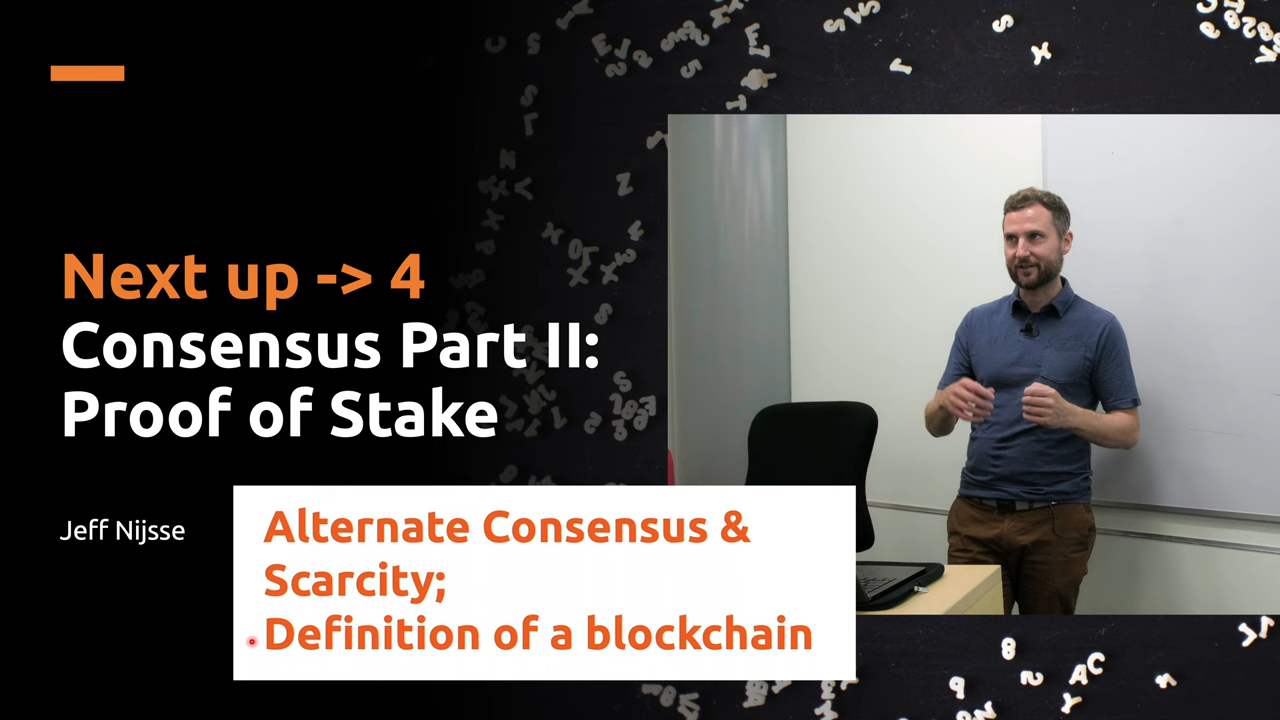 Next up -> 4
Consensus Part II:
Proof of Stake
Jeff Nijsse
Alternate Consensus &
Scarcity;
Definition of a blockchain